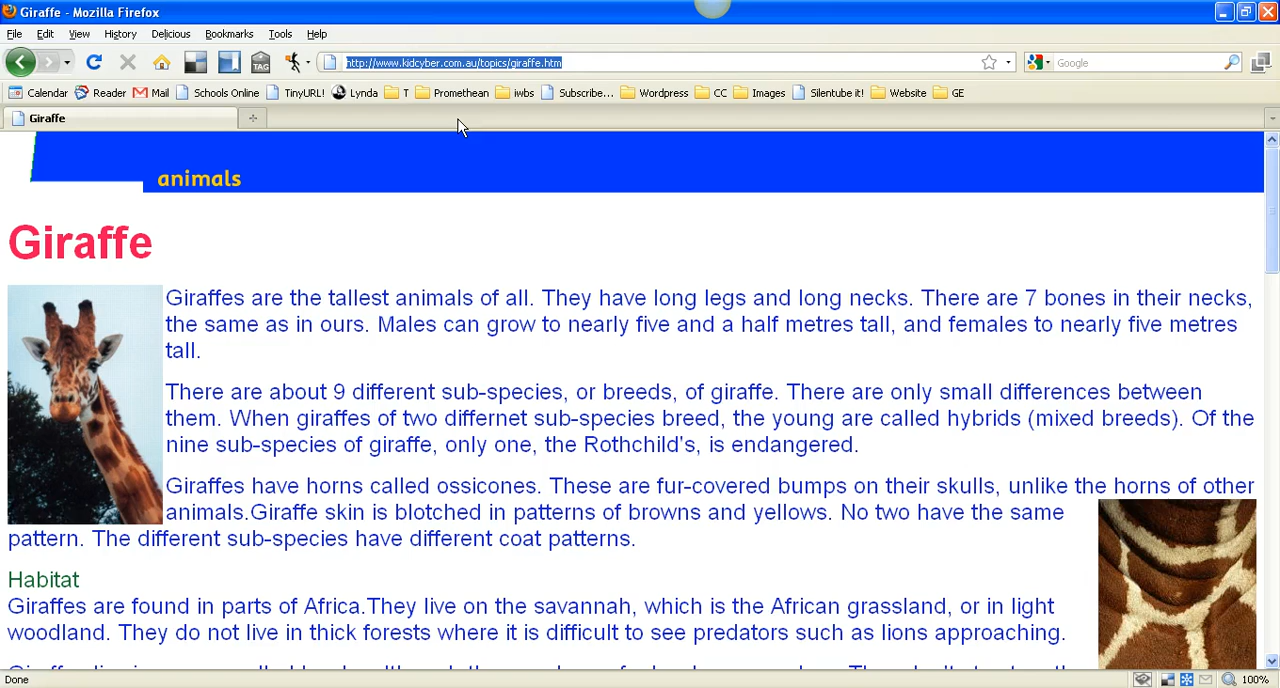 Giraffe - Mozilla Firefox
File Edit View History Delicious Bookmarks Tools Help
TAG http://www.kidcyber.com.au/topics/giraffe.htm Google
Calendar Reader Mail Schools Online TinyURL! Lynda T Promethean iwbs Subscribe... Wordpress CC Images Silentube it! Website GE
Giraffe
animals
Giraffe
Giraffes are the tallest animals of all. They have long legs and long necks. There are 7 bones in their necks,
the same as in ours. Males can grow to nearly five and a half metres tall, and females to nearly five metres
tall.
There are about 9 different sub-species, or breeds, of giraffe. There are only small differences between
them. When giraffes of two differnet sub-species breed, the young are called hybrids (mixed breeds). Of the
nine sub-species of giraffe, only one, the Rothchild's, is endangered.
Giraffes have horns called ossicones. These are fur-covered bumps on their skulls, unlike the horns of other
animals.Giraffe skin is blotched in patterns of browns and yellows. No two have the same
pattern. The different sub-species have different coat patterns.
Habitat
Giraffes are found in parts of Africa.They live on the savannah, which is the African grassland, or in light
woodland. They do not live in thick forests where it is difficult to see predators such as lions approaching.
Done 100%